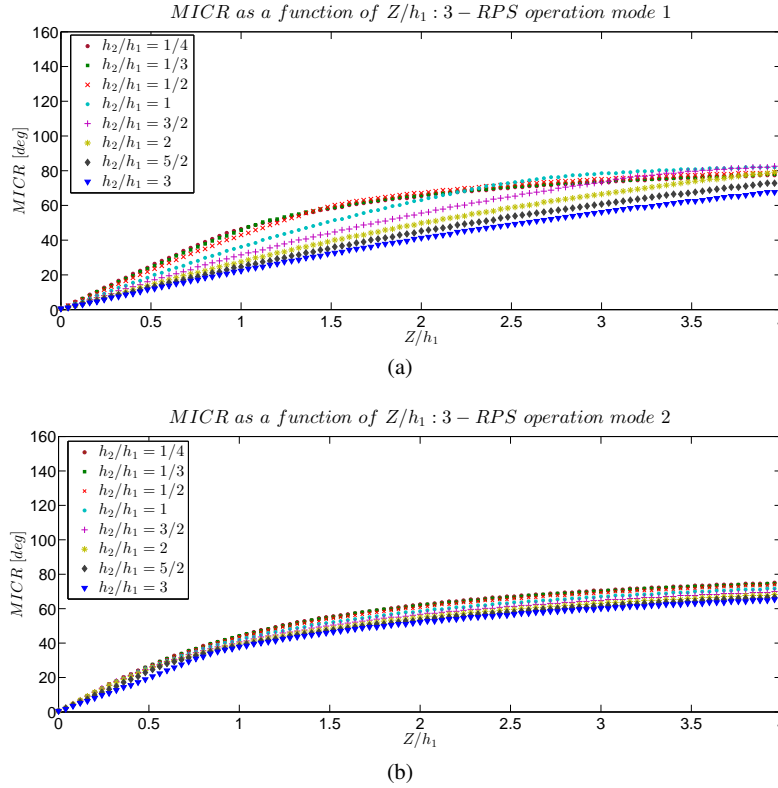 MICR as a function of Z/h₁ : 3 − RPS operation mode 1
160
140
120
100
80
60
40
20
0
MICR [deg]
h₂/h₁ = 1/4
h₂/h₁ = 1/3
h₂/h₁ = 1/2
h₂/h₁ = 1
h₂/h₁ = 3/2
h₂/h₁ = 2
h₂/h₁ = 5/2
h₂/h₁ = 3
0 0.5 1 1.5 2 2.5 3 3.5
Z/h₁
(a)
MICR as a function of Z/h₁ : 3 − RPS operation mode 2
160
140
120
100
80
60
40
20
0
MICR [deg]
h₂/h₁ = 1/4
h₂/h₁ = 1/3
h₂/h₁ = 1/2
h₂/h₁ = 1
h₂/h₁ = 3/2
h₂/h₁ = 2
h₂/h₁ = 5/2
h₂/h₁ = 3
0 0.5 1 1.5 2 2.5 3 3.5
Z/h₁
(b)